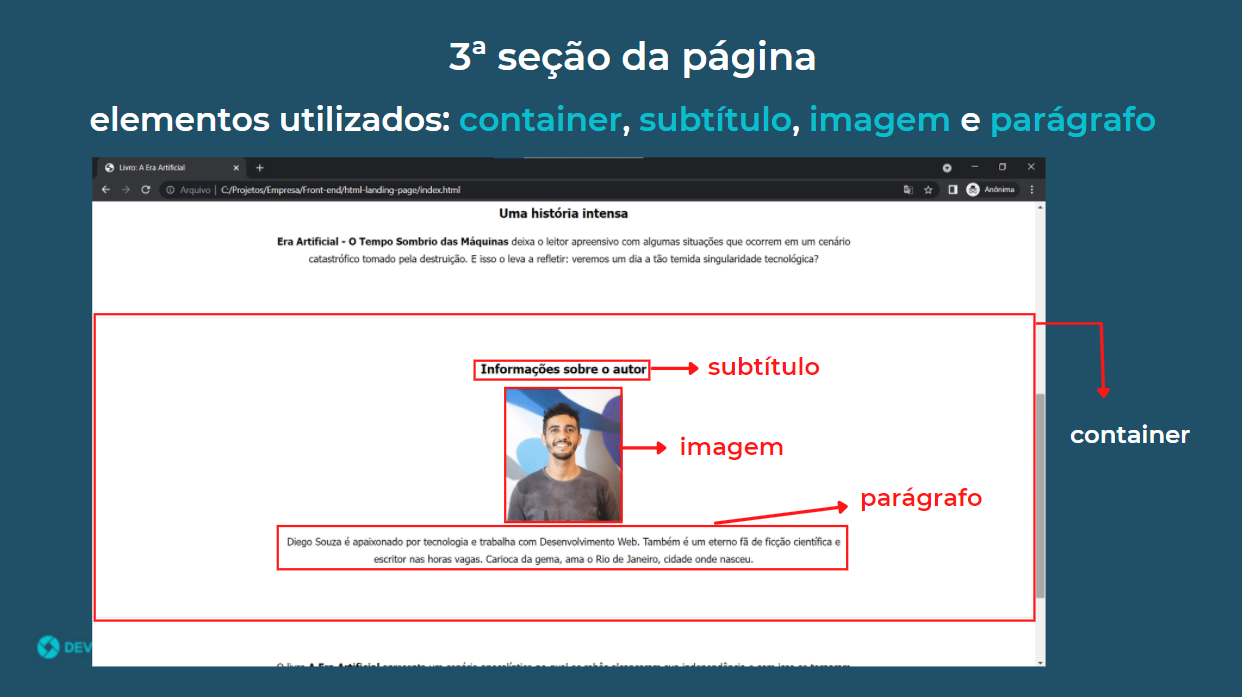 3ª seção da página
elementos utilizados: container, subtítulo, imagem e parágrafo
Livro: A Era Artificial
Arquivo | C:/Projetos/Empresa/Front-end/html-landing-page/index.html
Anônima
Uma história intensa
Era Artificial - O Tempo Sombrio das Máquinas deixa o leitor apreensivo com algumas situações que ocorrem em um cenário
catastrófico tomado pela destruição. E isso o leva a refletir: veremos um dia a tão temida singularidade tecnológica?
Informações sobre o autor
subtítulo
imagem
container
parágrafo
Diego Souza é apaixonado por tecnologia e trabalha com Desenvolvimento Web. Também é um eterno fã de ficção científica e
escritor nas horas vagas. Carioca da gema, ama o Rio de Janeiro, cidade onde nasceu.
DEV
O livro A Era Artificial